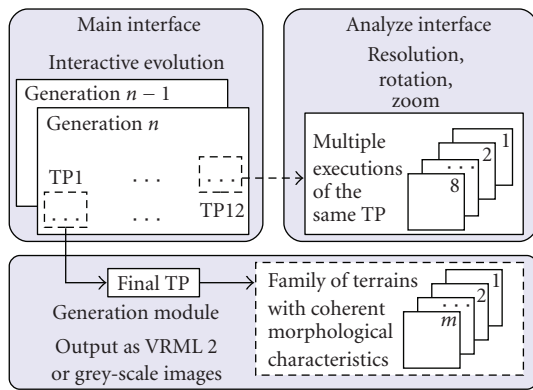 Main interface
Interactive evolution
Generation n − 1
Generation n
TP1
. . .
. . .
. . .
. . .
TP12
Analyze interface
Resolution,
rotation,
zoom
Multiple
executions
of the
same TP
1
2
. . .
8
Final TP
Generation module
Output as VRML 2
or grey-scale images
Family of terrains
with coherent
morphological
characteristics
1
2
. . .
m